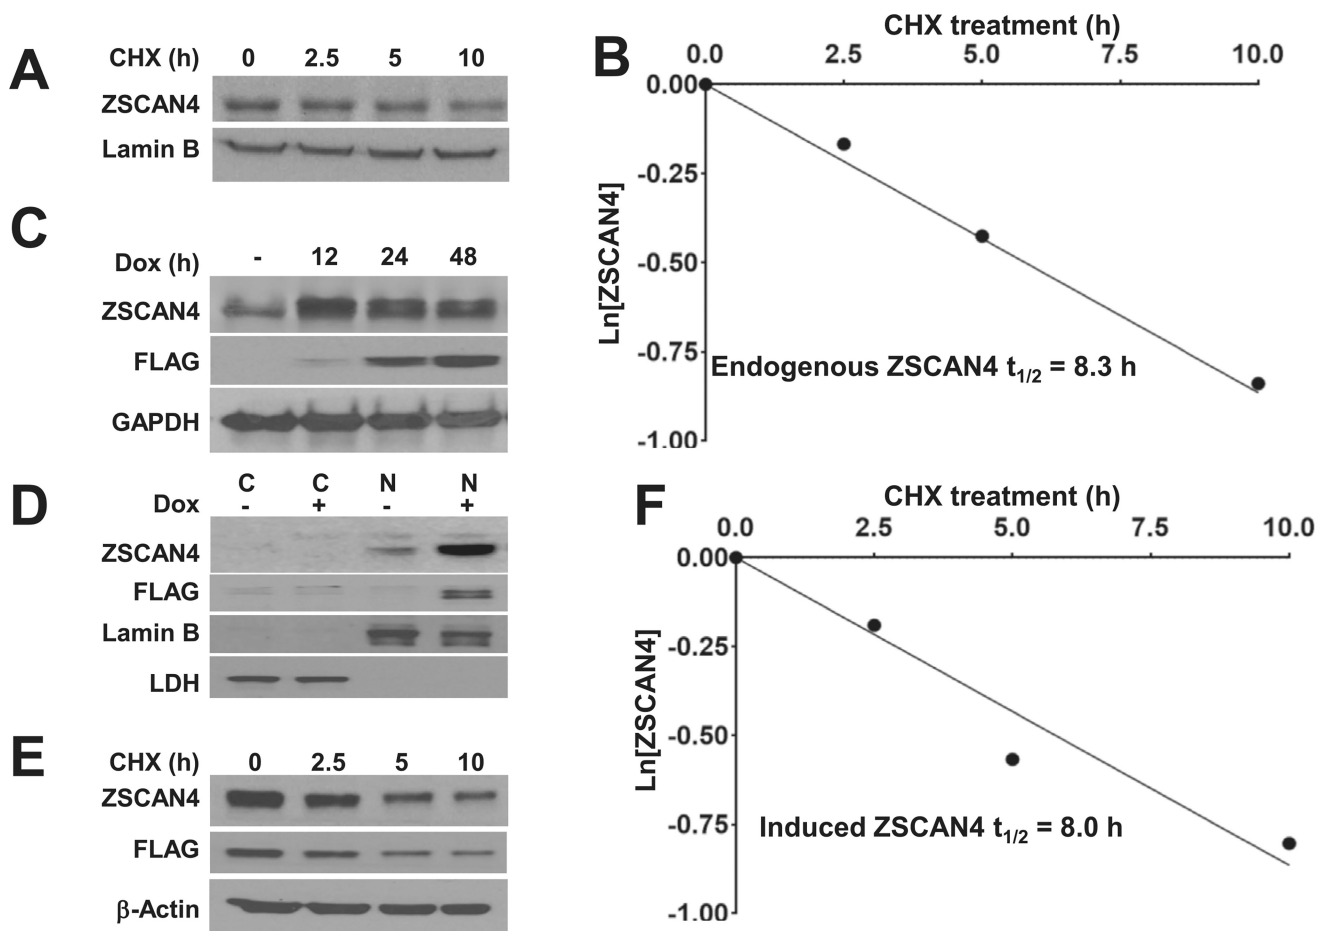 A
CHX (h) 0 2.5 5 10
ZSCAN4
Lamin B
B
CHX treatment (h)
0.0 2.5 5.0 7.5 10.0
0.00
-0.25
-0.50
-0.75
-1.00
Ln[ZSCAN4]
Endogenous ZSCAN4 t1/2 = 8.3 h
C
Dox (h) - 12 24 48
ZSCAN4
FLAG
GAPDH
D
C C N N
Dox - + - +
ZSCAN4
FLAG
Lamin B
LDH
E
CHX (h) 0 2.5 5 10
ZSCAN4
FLAG
β-Actin
F
CHX treatment (h)
0.0 2.5 5.0 7.5 10.0
0.00
-0.25
-0.50
-0.75
-1.00
Ln[ZSCAN4]
Induced ZSCAN4 t1/2 = 8.0 h